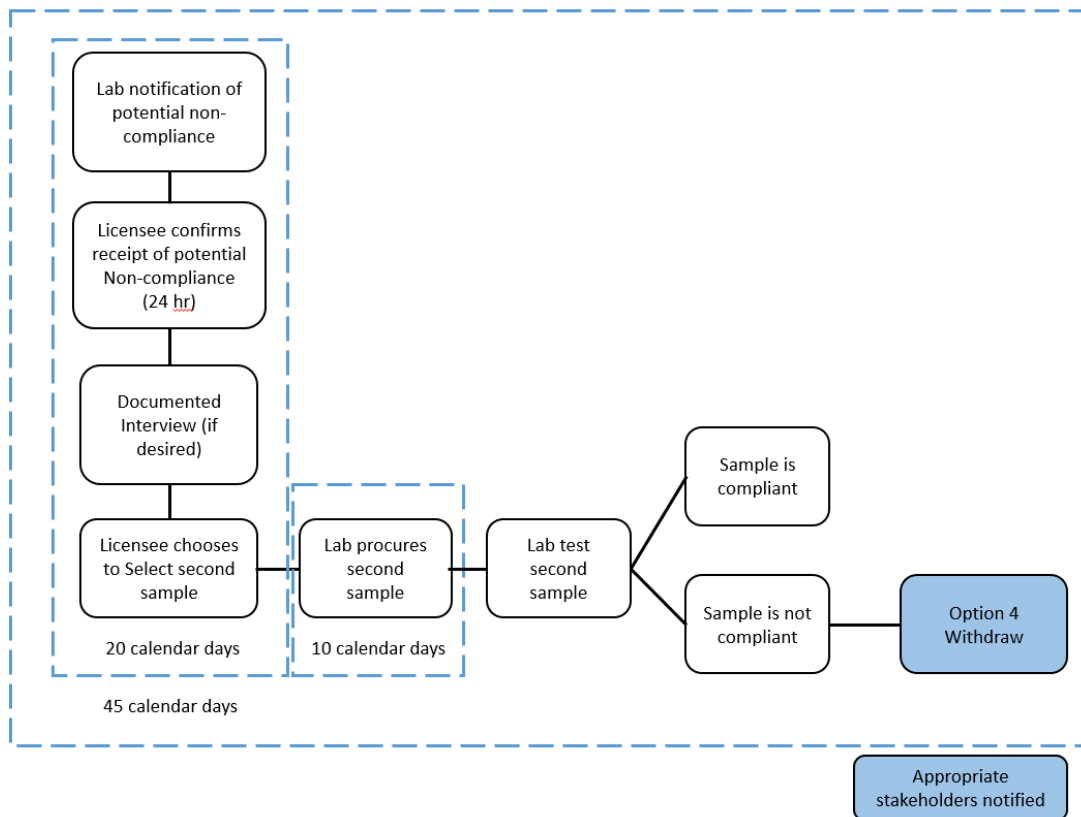 Lab notification of
potential non-
compliance
Licensee confirms
receipt of potential
Non-compliance
(24 hr)
Documented
Interview (if
desired)
Licensee chooses
to Select second
sample
20 calendar days
45 calendar days
Lab procures
second
sample
10 calendar days
Lab test
second
sample
Sample is
compliant
Sample is not
compliant
Option 4
Withdraw
Appropriate
stakeholders notified